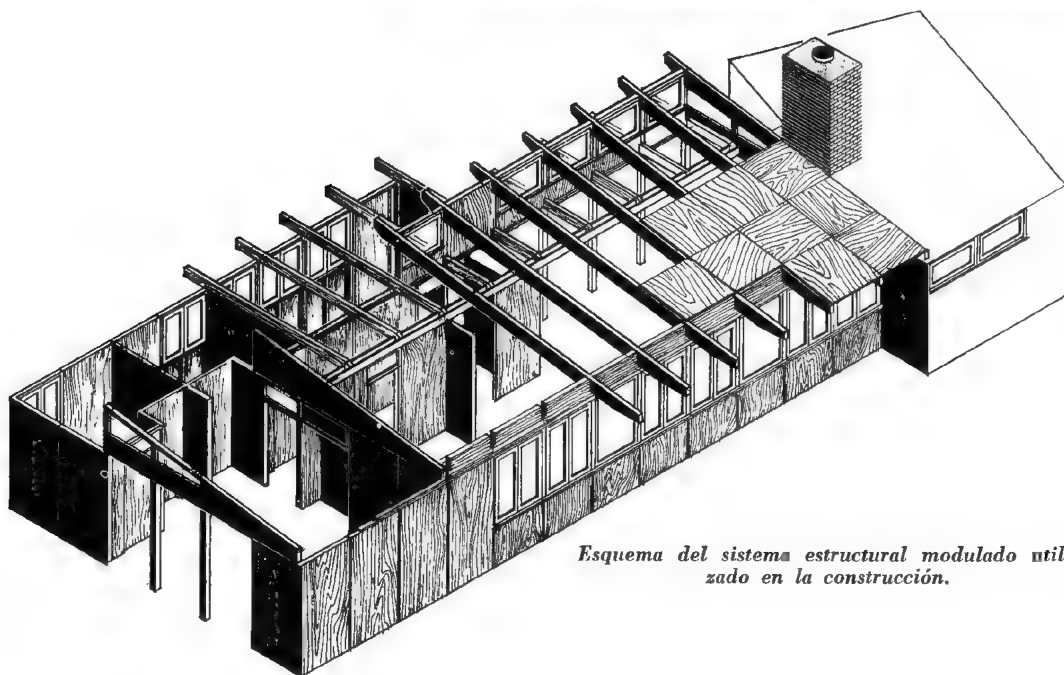 Esquema del sistema estructural modulado util
zado en la construcción.